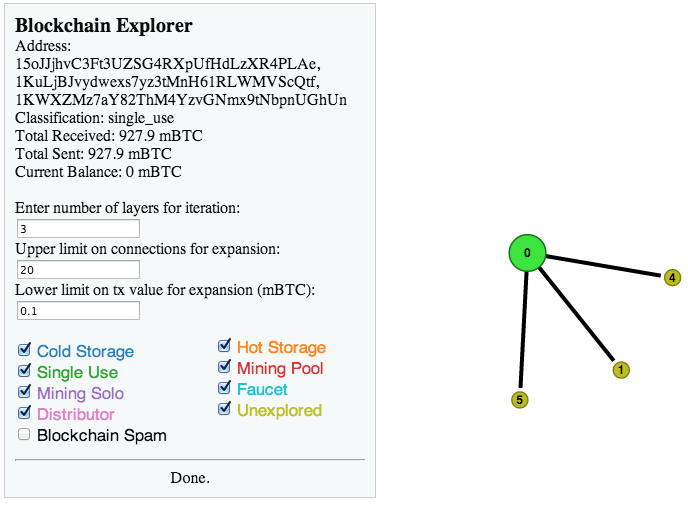 Blockchain Explorer
Address:
15oJJjhvC3Ft3UZSG4RXpUfHdLzXR4PLAe,
1KuLjBJvydwexs7yz3tMnH61RLWMVScQtf,
1KWXZMz7aY82ThM4YzvGNmx9tNbpnUGhUn
Classification: single_use
Total Received: 927.9 mBTC
Total Sent: 927.9 mBTC
Current Balance: 0 mBTC
Enter number of layers for iteration:
3
Upper limit on connections for expansion:
20
Lower limit on tx value for expansion (mBTC):
0.1
Cold Storage
Hot Storage
Single Use
Mining Pool
Mining Solo
Faucet
Distributor
Unexplored
Blockchain Spam
Done.
0
4
1
5